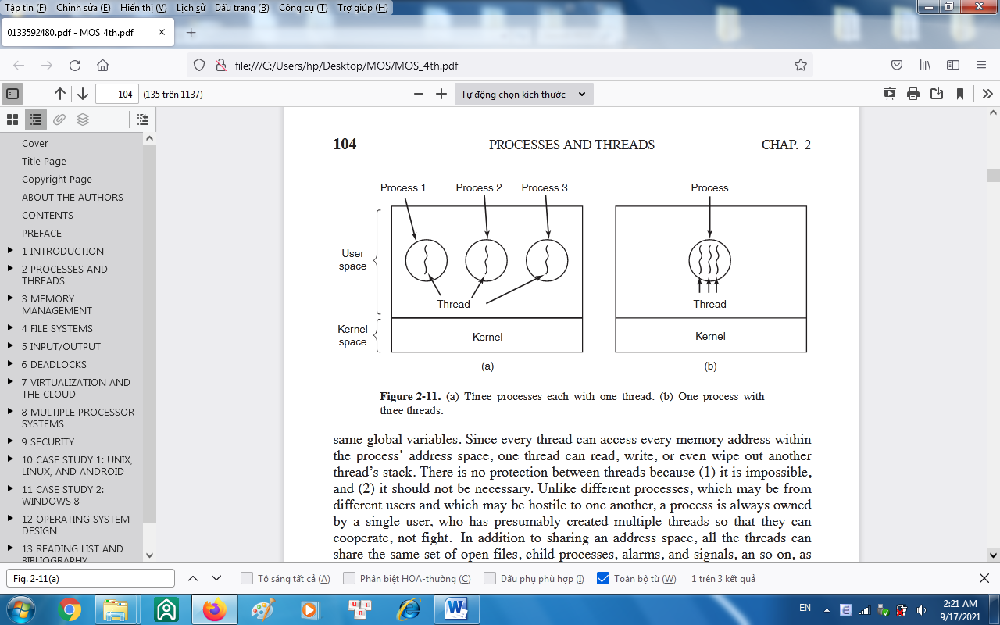 Tập tin (F) Chỉnh sửa (E) Hiển thị (V) Lịch sử Dấu trang (B) Công cụ (T) Trợ giúp (H)
0133592480.pdf - MOS_4th.pdf
file:///C:/Users/hp/Desktop/MOS/MOS_4th.pdf
104 (135 trên 1137) Tự động chọn kích thước
Cover
Title Page
Copyright Page
ABOUT THE AUTHORS
CONTENTS
PREFACE
1 INTRODUCTION
2 PROCESSES AND
THREADS
3 MEMORY
MANAGEMENT
4 FILE SYSTEMS
5 INPUT/OUTPUT
6 DEADLOCKS
7 VIRTUALIZATION AND
THE CLOUD
8 MULTIPLE PROCESSOR
SYSTEMS
9 SECURITY
10 CASE STUDY 1: UNIX,
LINUX, AND ANDROID
11 CASE STUDY 2:
WINDOWS 8
12 OPERATING SYSTEM
DESIGN
13 READING LIST AND
BIBLIOGRAPHY
104 PROCESSES AND THREADS CHAP. 2
Process 1 Process 2 Process 3 Process
User
space
Thread Thread
Kernel
space
Kernel Kernel
(a) (b)
Figure 2-11. (a) Three processes each with one thread. (b) One process with
three threads.
same global variables. Since every thread can access every memory address within
the process’ address space, one thread can read, write, or even wipe out another
thread’s stack. There is no protection between threads because (1) it is impossible,
and (2) it should not be necessary. Unlike different processes, which may be from
different users and which may be hostile to one another, a process is always owned
by a single user, who has presumably created multiple threads so that they can
cooperate, not fight. In addition to sharing an address space, all the threads can
share the same set of open files, child processes, alarms, and signals, an so on, as
Fig. 2-11(a) Tô sáng tất cả (A) Phân biệt HOA-thường (C) Dấu phụ phù hợp (I) Toàn bộ từ (W) 1 trên 3 kết quả
EN
2:21 AM
9/17/2021